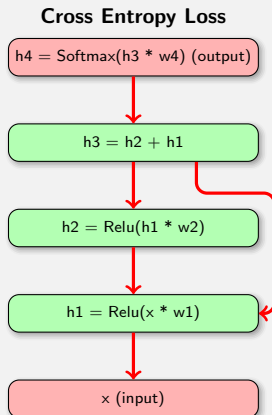 Cross Entropy Loss
h4 = Softmax(h3 * w4) (output)
h3 = h2 + h1
h2 = Relu(h1 * w2)
h1 = Relu(x * w1)
x (input)